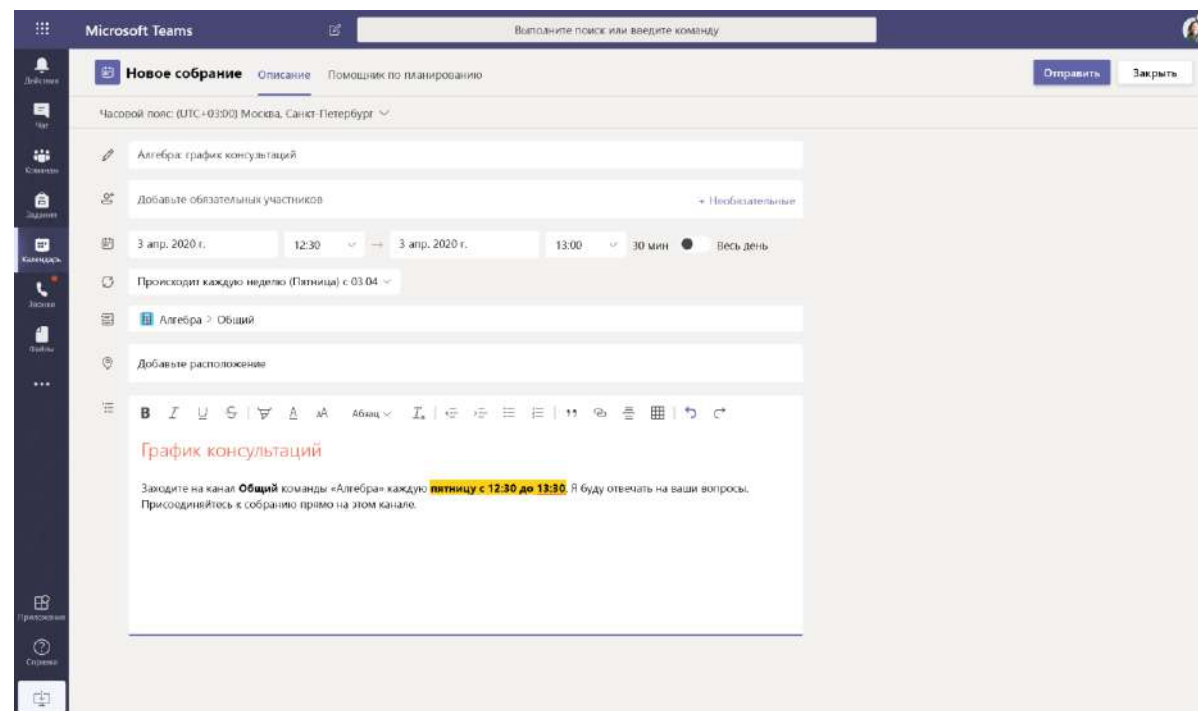 Microsoft Teams
Выполните поиск или введите команду
Действия
Чат
Команды
Задания
Календарь
Звонки
Файлы
Приложения
Справка
Новое собрание Описание Помощник по планированию
Отправить Закрыть
Часовой пояс: (UTC+03:00) Москва, Санкт-Петербург
Алгебра: график консультаций
Добавьте обязательных участников + Необязательные
3 апр. 2020 г. 12:30 → 3 апр. 2020 г. 13:00 30 мин Весь день
Происходит каждую неделю (Пятница) с 03.04
Алгебра > Общий
Добавьте расположение
B I U S A AA Абзац
График консультаций
Заходите на канал Общий команды «Алгебра» каждую пятницу с 12:30 до 13:30. Я буду отвечать на ваши вопросы.
Присоединяйтесь к собранию прямо на этом канале.